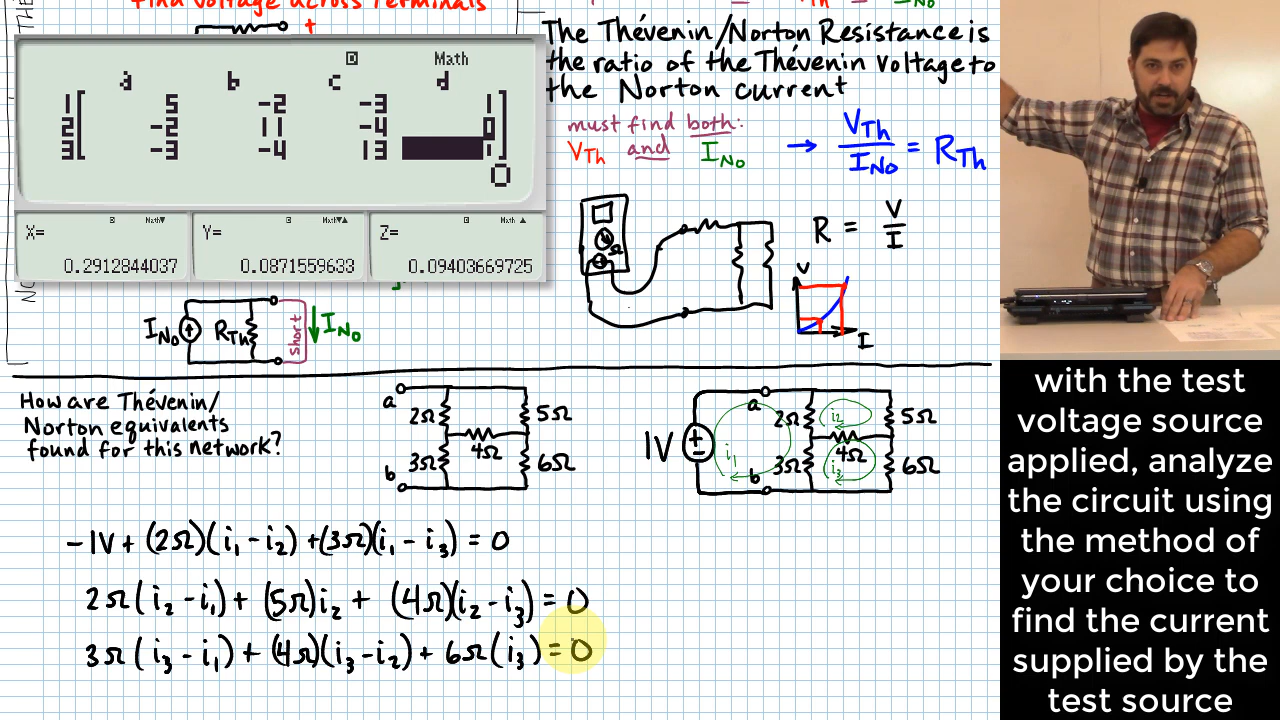 find voltage across terminals
+
The Thévenin/Norton Resistance is
the ratio of the Thévenin voltage to
the Norton current
must find both:
VTh and INo → VTh/INo = RTh
D Math
a b c d
1 [ 5 -2 -3 1 ]
2 [ -2 11 -4 0 ]
3 [ -3 -4 13 1 ]
0
D Math▼
X=
0.2912844037
D Math▼▲
Y=
0.0871559633
D Math ▲
Z=
0.09403669725
Ω
R = V/I
V
I
INo
RTh
short
INo
How are Thévenin/
Norton equivalents
found for this network?
a
2Ω
5Ω
4Ω
3Ω
6Ω
b
1V
+
a
2Ω
i2
5Ω
i1
4Ω
3Ω
i3
6Ω
b
-1V + (2Ω)(i1 - i2) + (3Ω)(i1 - i3) = 0
2Ω(i2 - i1) + (5Ω)i2 + (4Ω)(i2 - i3) = 0
3Ω(i3 - i1) + (4Ω)(i3 - i2) + 6Ω(i3) = 0
with the test
voltage source
applied, analyze
the circuit using
the method of
your choice to
find the current
supplied by the
test source